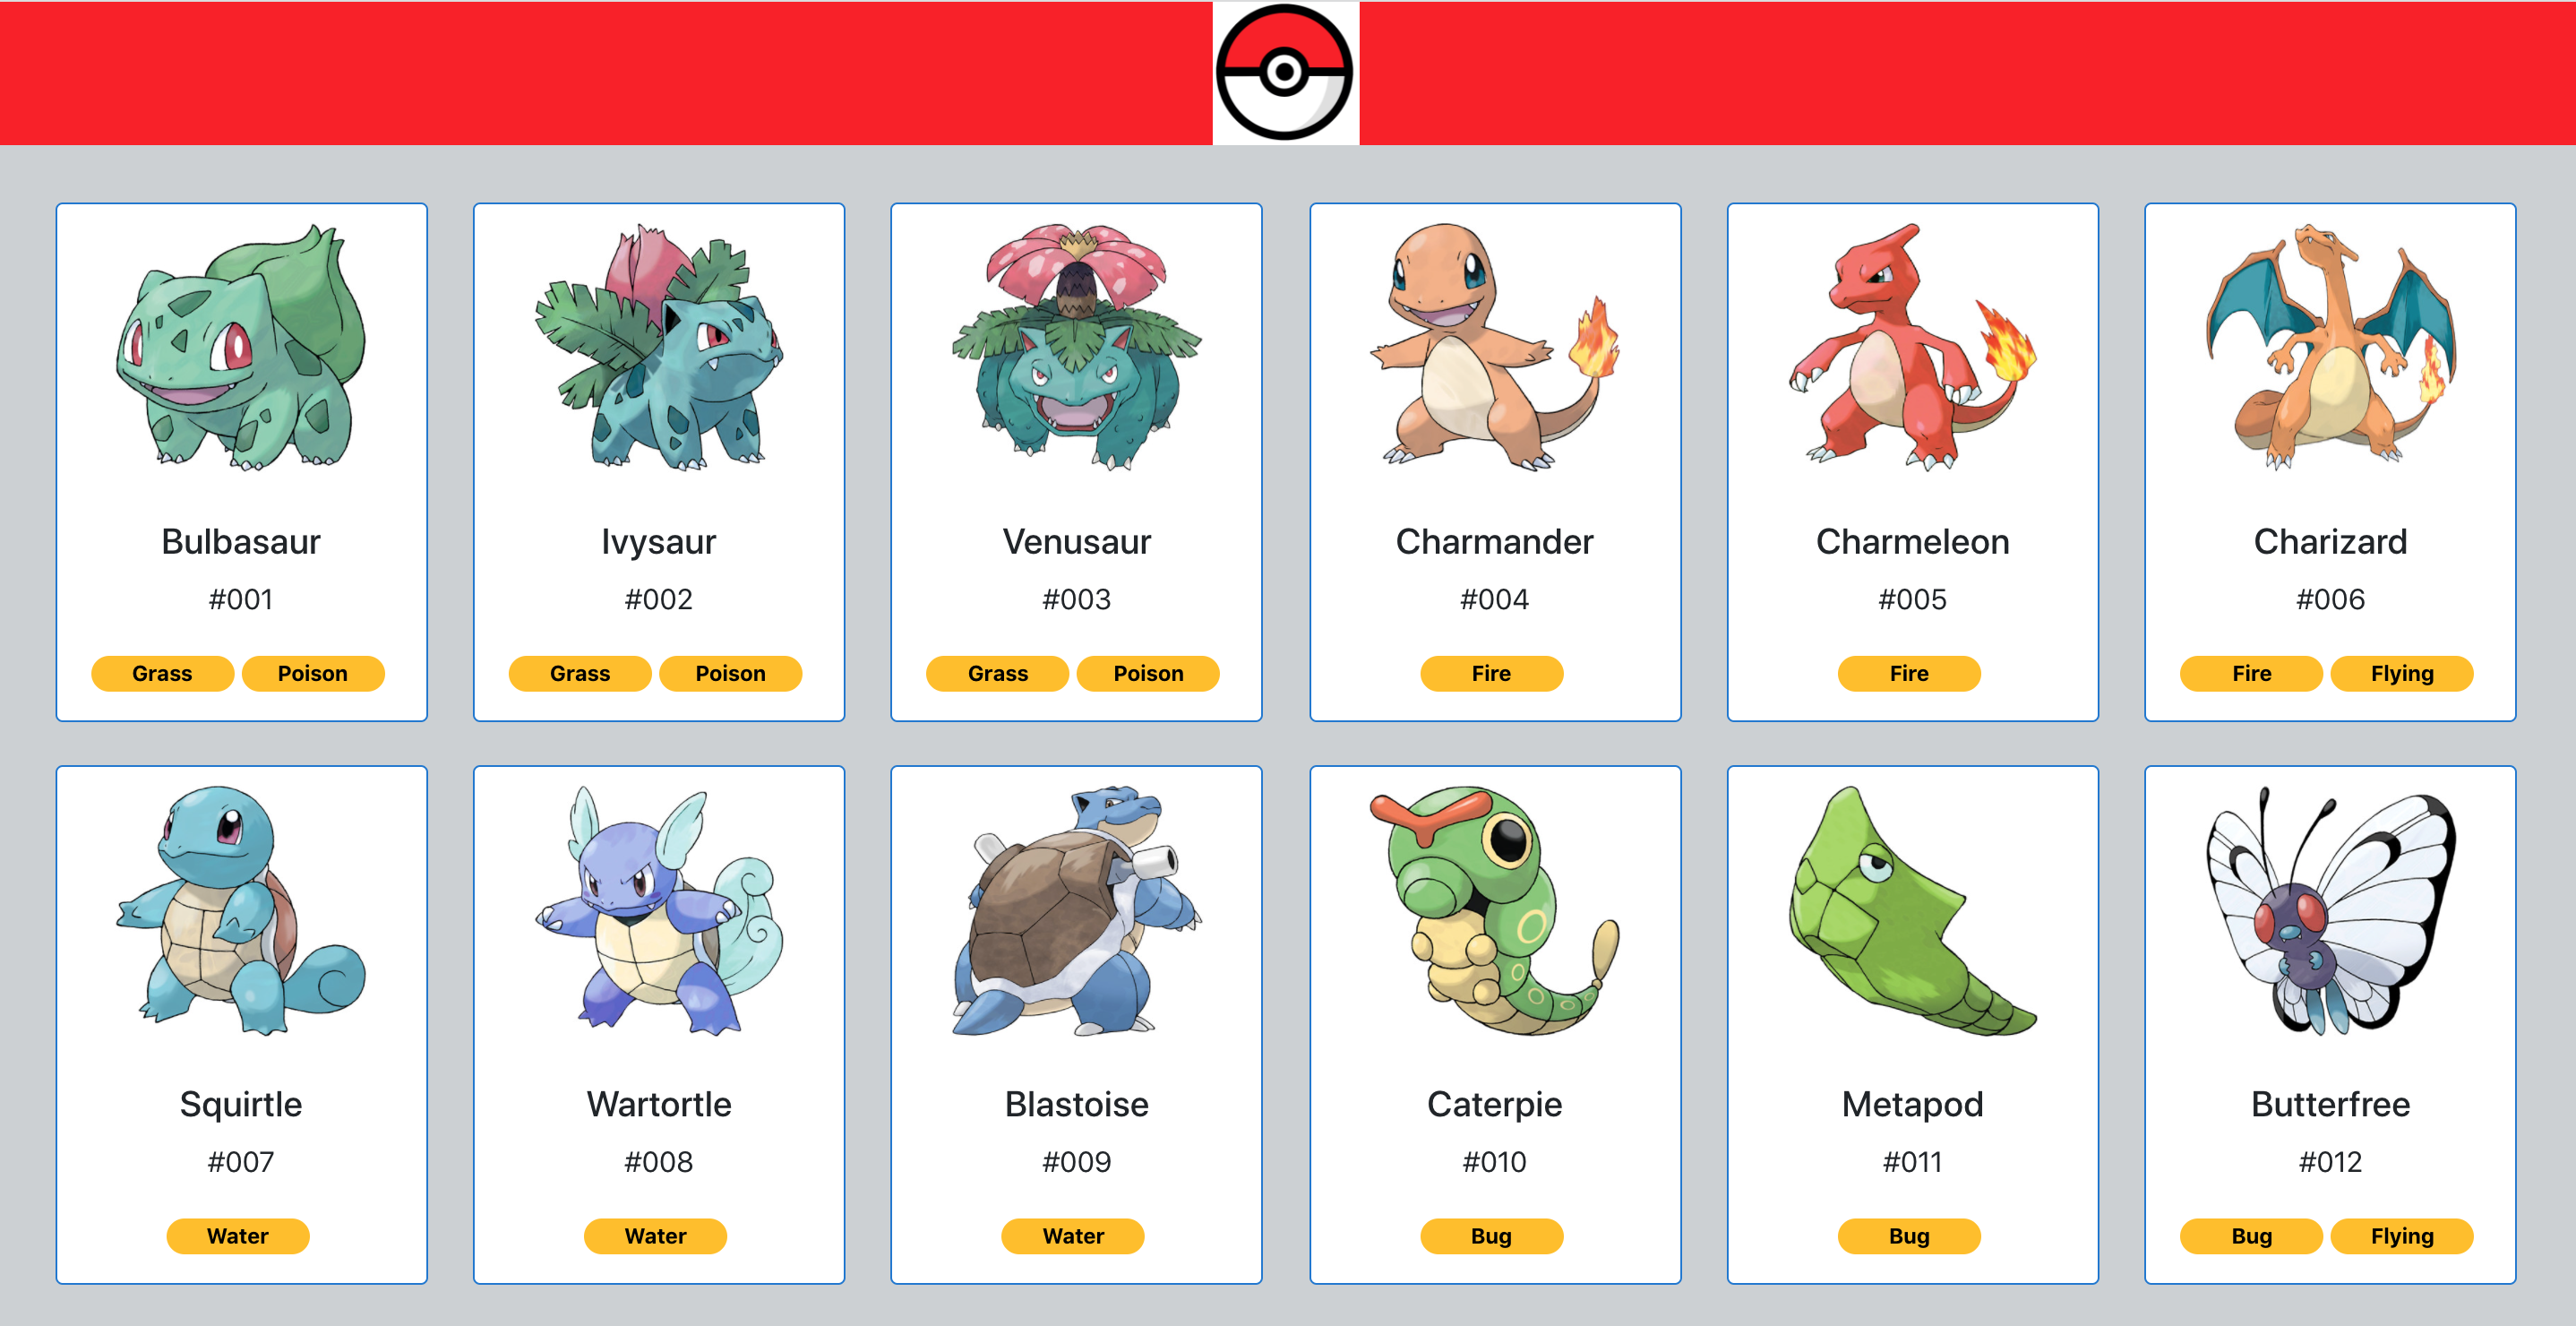 Bulbasaur
#001
Grass Poison
Ivysaur
#002
Grass Poison
Venusaur
#003
Grass Poison
Charmander
#004
Fire
Charmeleon
#005
Fire
Charizard
#006
Fire Flying
Squirtle
#007
Water
Wartortle
#008
Water
Blastoise
#009
Water
Caterpie
#010
Bug
Metapod
#011
Bug
Butterfree
#012
Bug Flying